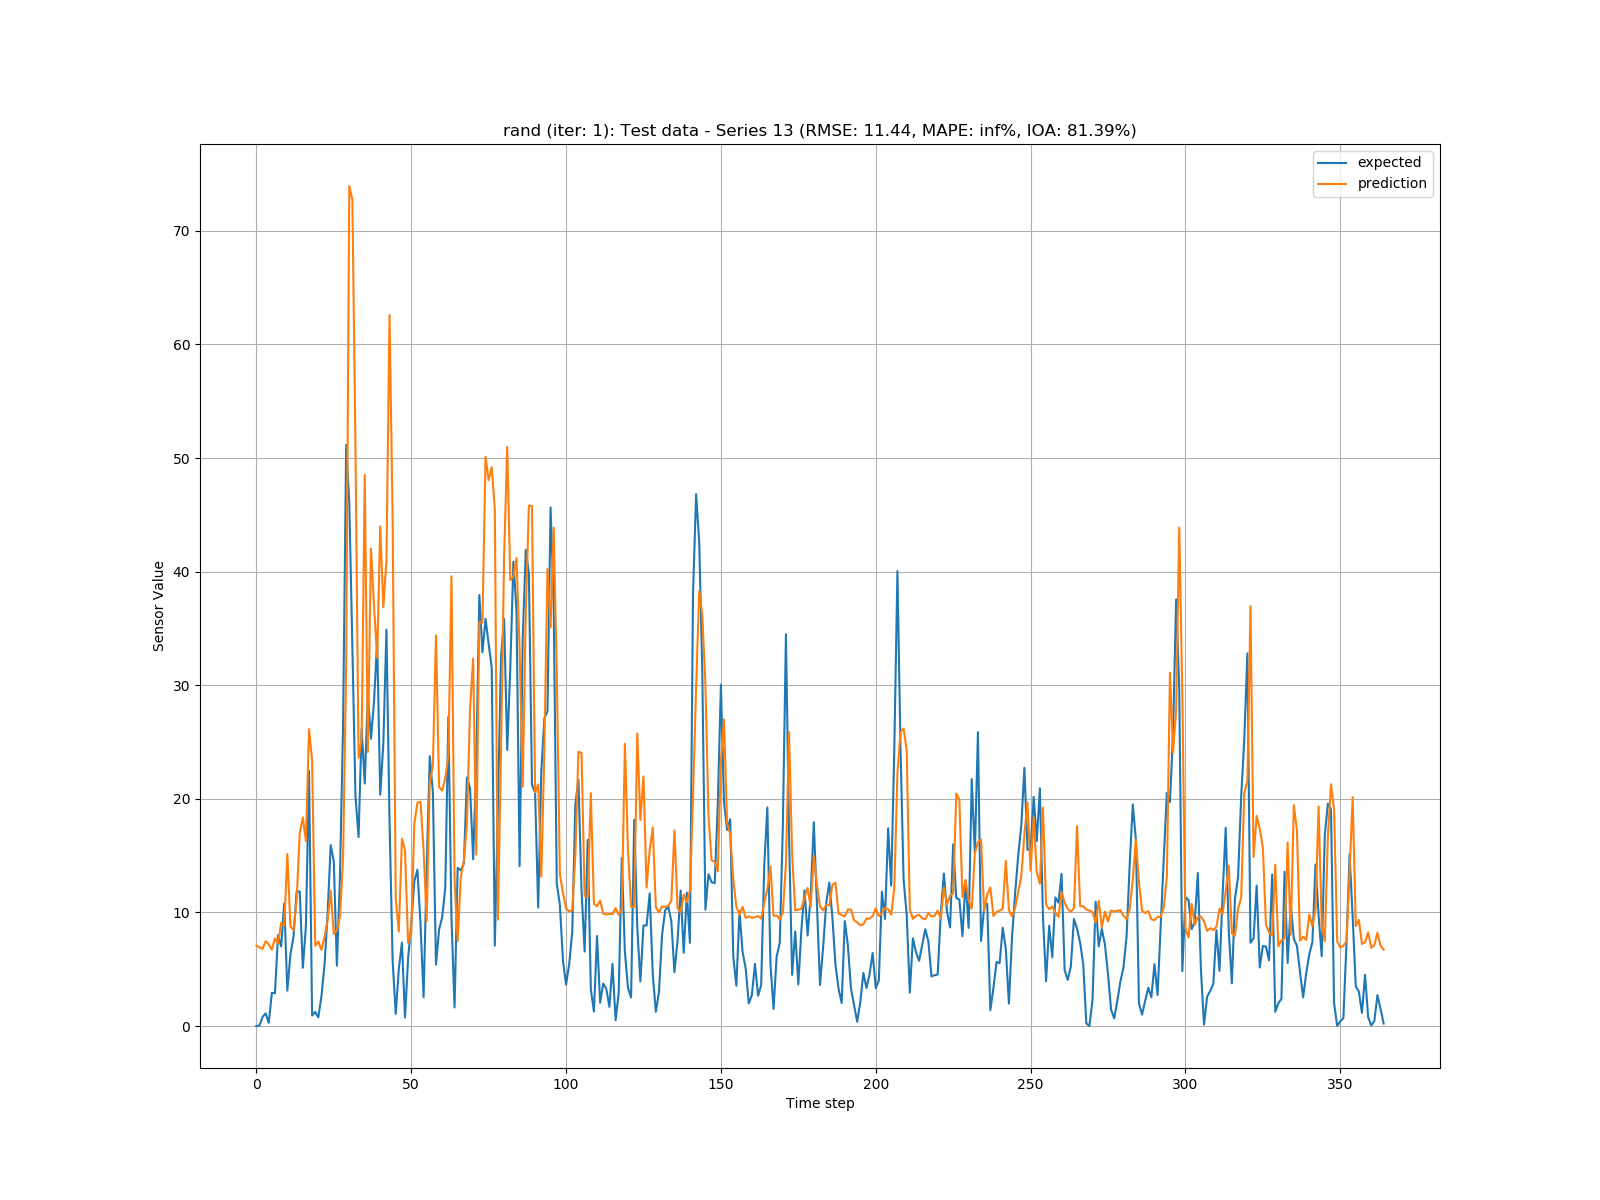 rand (iter: 1): Test data - Series 13 (RMSE: 11.44, MAPE: inf%, IOA: 81.39%)
expected
prediction
70
60
50
40
30
20
10
0
Sensor Value
0 50 100 150 200 250 300 350
Time step